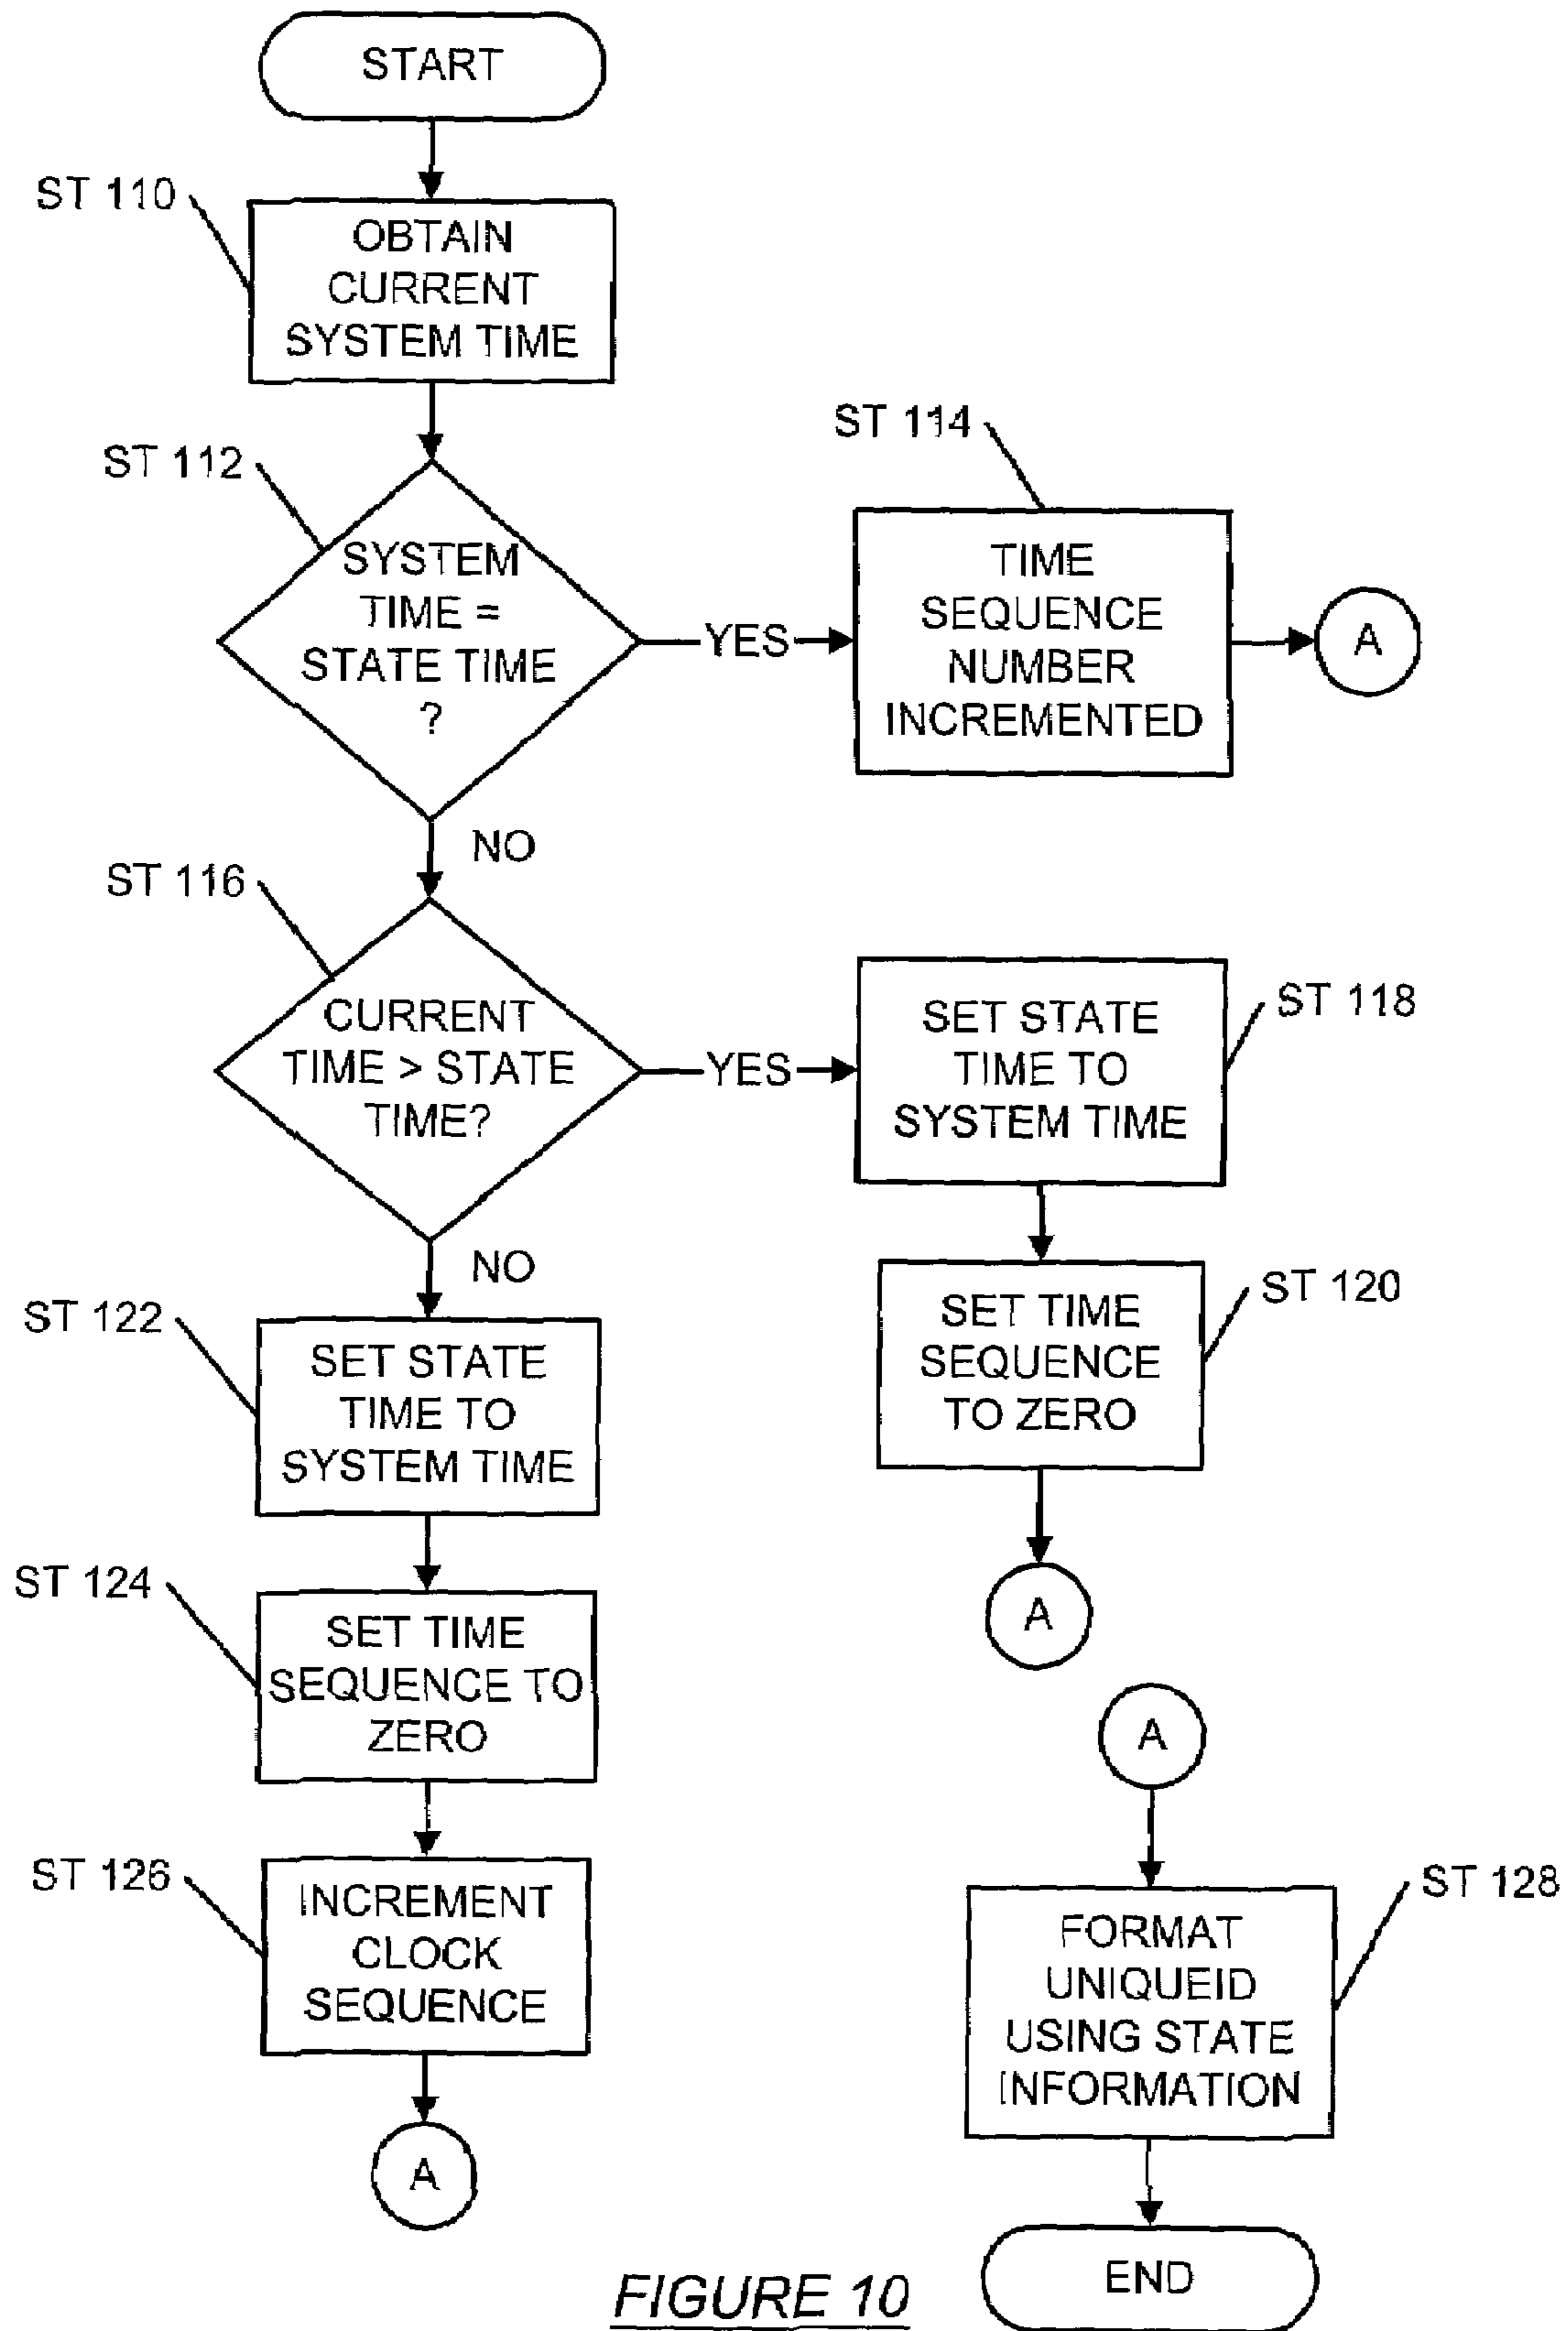 START
ST 110
OBTAIN
CURRENT
SYSTEM TIME
ST 112
SYSTEM
TIME =
STATE TIME
?
YES
ST 114
TIME
SEQUENCE
NUMBER
INCREMENTED
A
NO
ST 116
CURRENT
TIME > STATE
TIME?
YES
SET STATE
TIME TO
SYSTEM TIME
ST 118
SET TIME
SEQUENCE
TO ZERO
ST 120
A
NO
ST 122
SET STATE
TIME TO
SYSTEM TIME
ST 124
SET TIME
SEQUENCE TO
ZERO
ST 126
INCREMENT
CLOCK
SEQUENCE
A
A
FORMAT
UNIQUEID
USING STATE
INFORMATION
ST 128
END
FIGURE 10